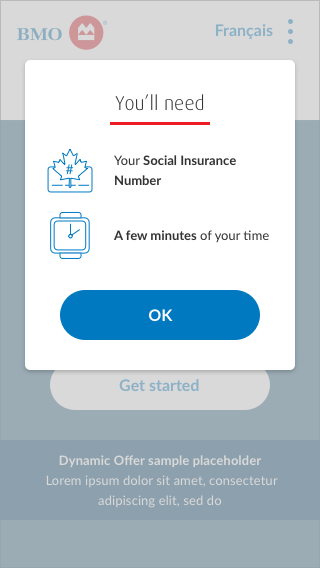 BMO
Français
You'll need
#
Your Social Insurance
Number
A few minutes of your time
OK
Get started
Dynamic Offer sample placeholder
Lorem ipsum dolor sit amet, consectetur
adipiscing elit, sed do